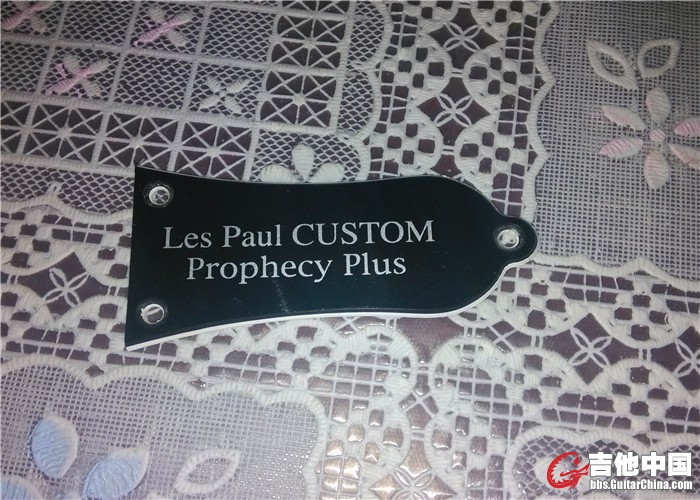 Les Paul CUSTOM
Prophecy Plus
吉他中国
bbs.GuitarChina.com